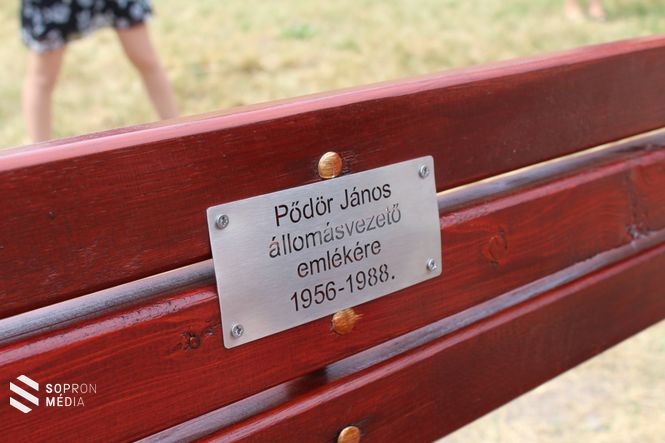 Pődör János
állomásvezető
emlékére
1956-1988.
SOPRON
MÉDIA